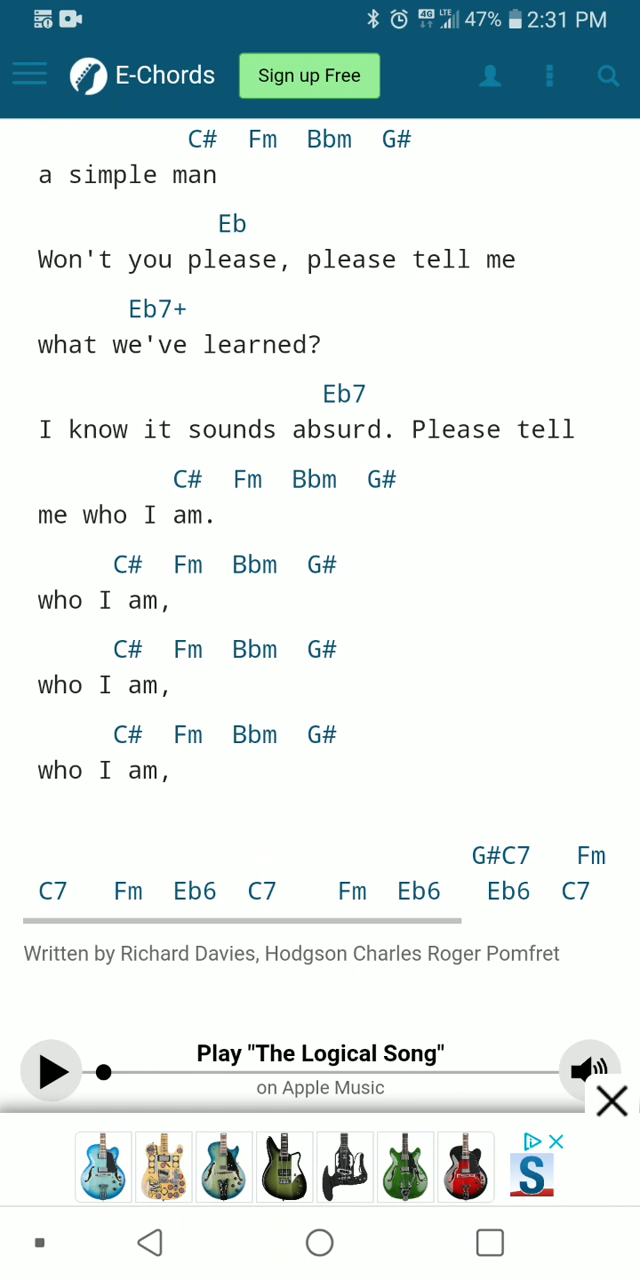 4G LTE 47% 2:31 PM
E-Chords Sign up Free
C# Fm Bbm G#
a simple man
Eb
Won't you please, please tell me
Eb7+
what we've learned?
Eb7
I know it sounds absurd. Please tell
C# Fm Bbm G#
me who I am.
C# Fm Bbm G#
who I am,
C# Fm Bbm G#
who I am,
C# Fm Bbm G#
who I am,
G#C7 Fm
C7 Fm Eb6 C7 Fm Eb6 Eb6 C7
Written by Richard Davies, Hodgson Charles Roger Pomfret
Play "The Logical Song"
on Apple Music
S